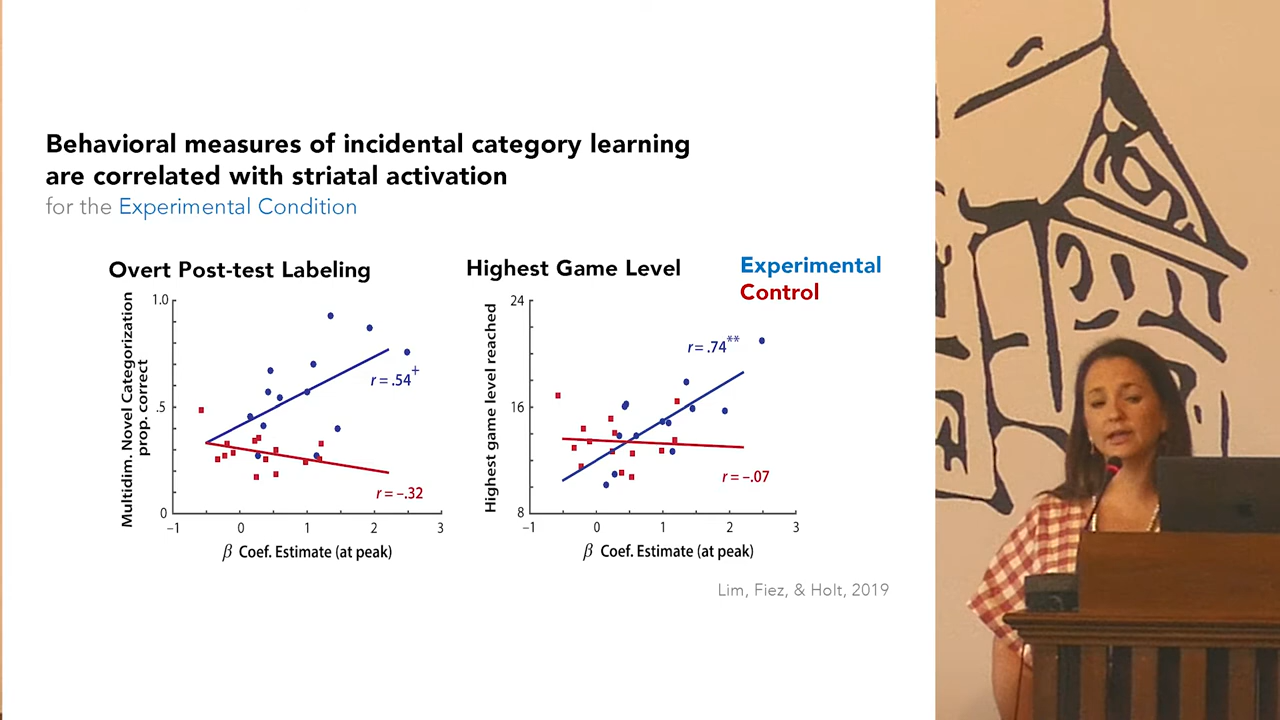 Behavioral measures of incidental category learning
are correlated with striatal activation
for the Experimental Condition
Overt Post-test Labeling
Multidim. Novel Categorization
prop. correct
1.0
.5
0
−1
0
1
2
3
r = .54+
r = −.32
β Coef. Estimate (at peak)
Highest Game Level
Highest game level reached
24
16
8
−1
0
1
2
3
r = .74**
r = −.07
β Coef. Estimate (at peak)
Experimental
Control
Lim, Fiez, & Holt, 2019